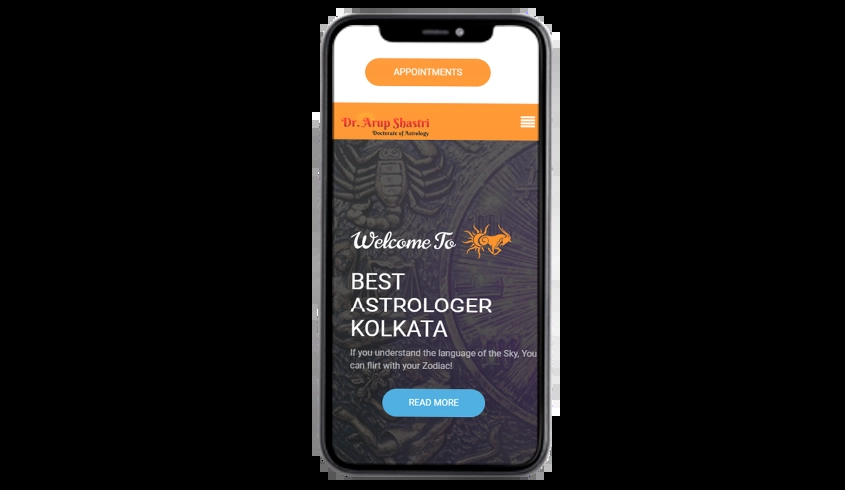 APPOINTMENTS
Dr. Arup Shastri
Doctorate of Astrology
Welcome To
BEST
ASTROLOGER
KOLKATA
If you understand the language of the Sky, You
can flirt with your Zodiac!
READ MORE